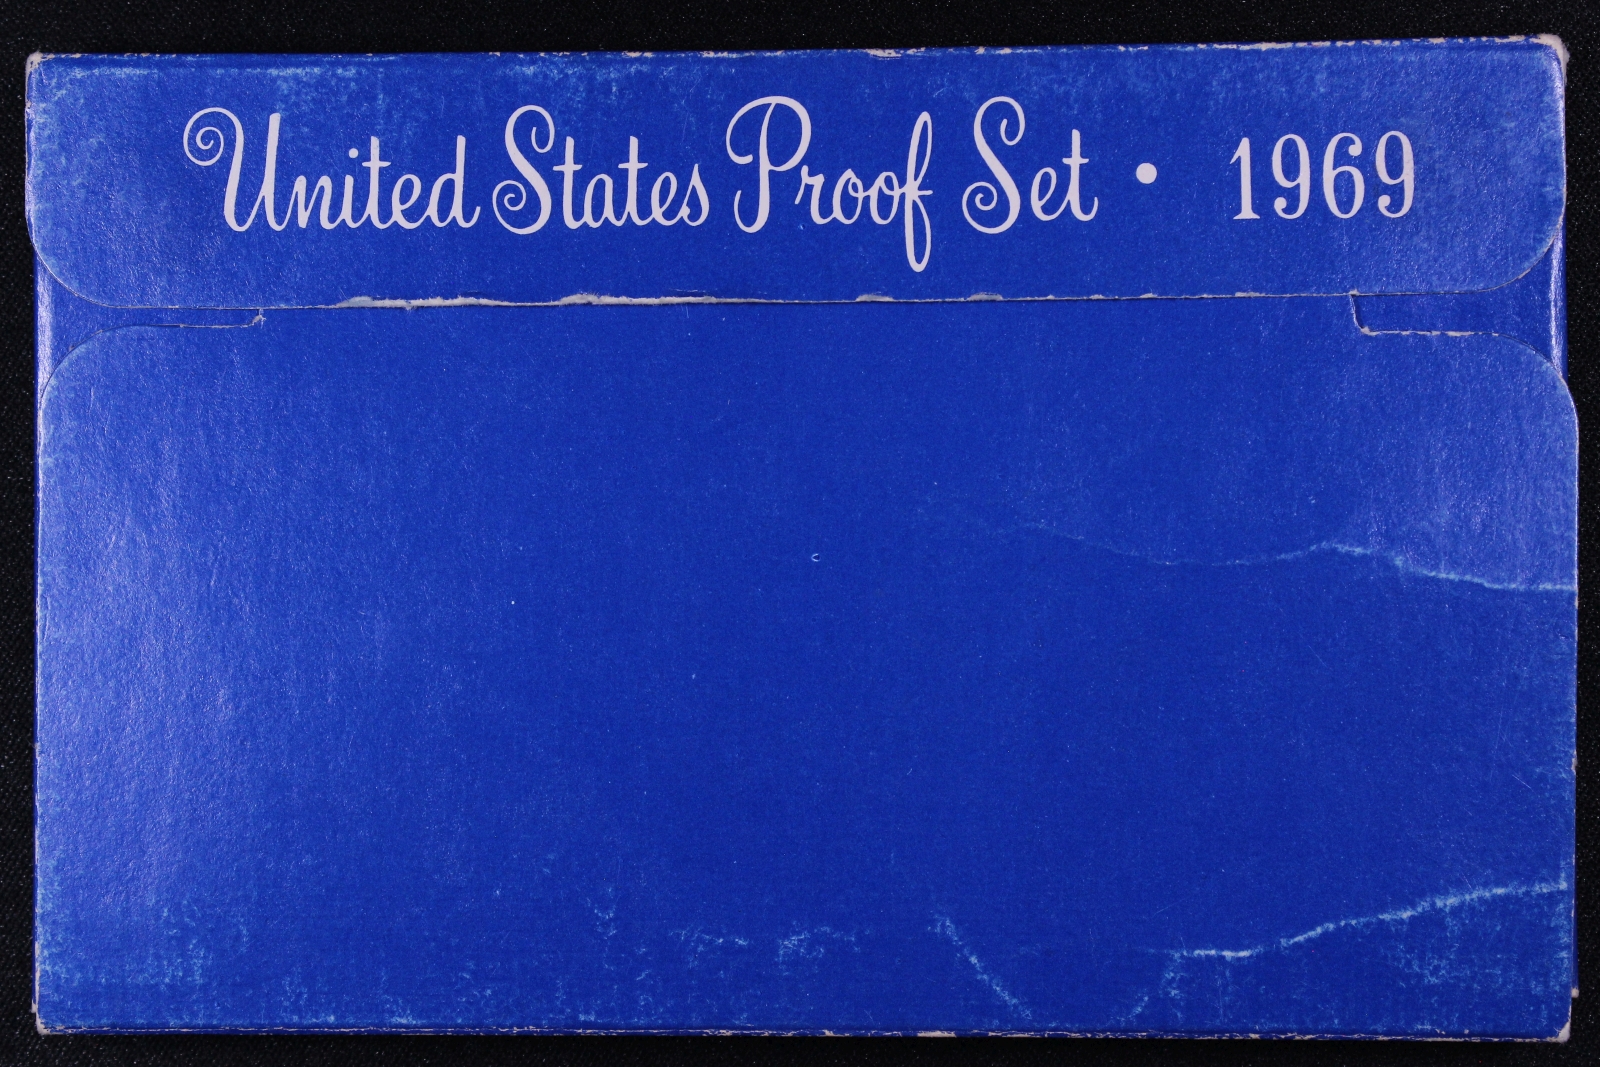 United States Proof Set • 1969